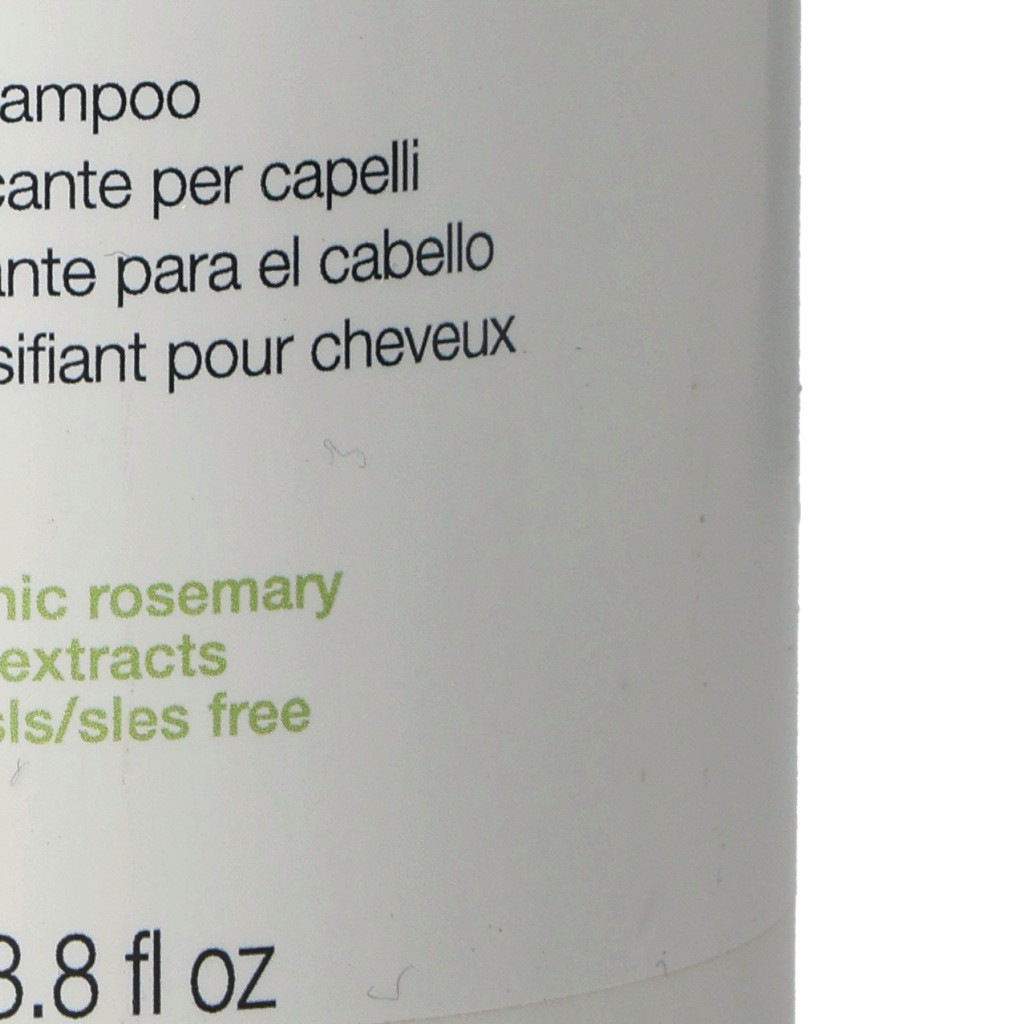 ampoo
cante per capelli
ante para el cabello
sifiant pour cheveux
nic rosemary
extracts
sls/sles free
3.8 fl oz